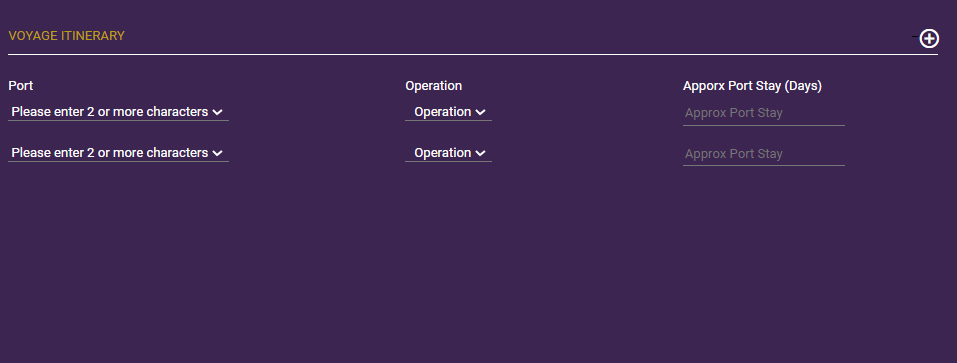 VOYAGE ITINERARY
Port Operation Apporx Port Stay (Days)
Please enter 2 or more characters Operation Approx Port Stay
Please enter 2 or more characters Operation Approx Port Stay